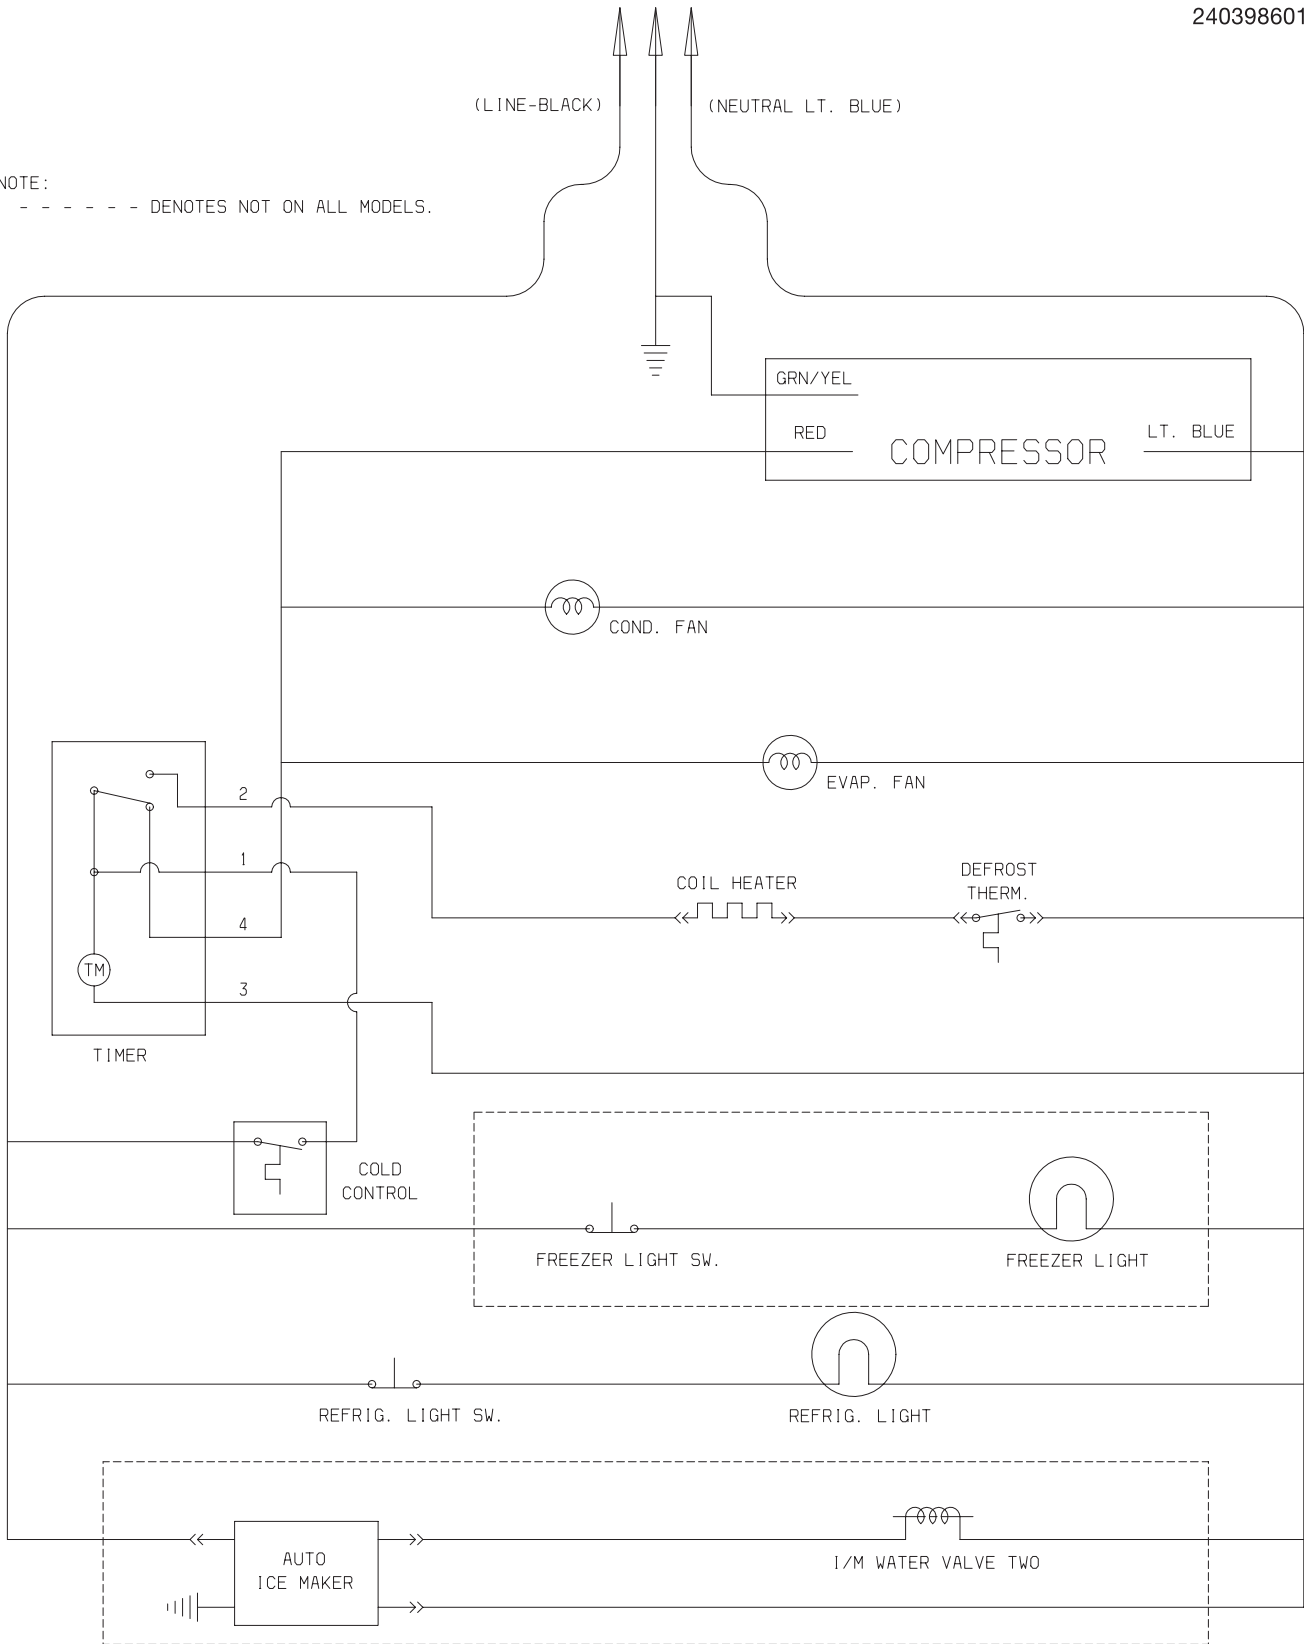 240398601
(LINE-BLACK)
(NEUTRAL LT. BLUE)
NOTE:
- - - - - - DENOTES NOT ON ALL MODELS.
GRN/YEL
RED
COMPRESSOR
LT. BLUE
COND. FAN
EVAP. FAN
2
1
4
3
TM
TIMER
COIL HEATER
DEFROST
THERM.
COLD
CONTROL
FREEZER LIGHT SW.
FREEZER LIGHT
REFRIG. LIGHT SW.
REFRIG. LIGHT
AUTO
ICE MAKER
I/M WATER VALVE TWO